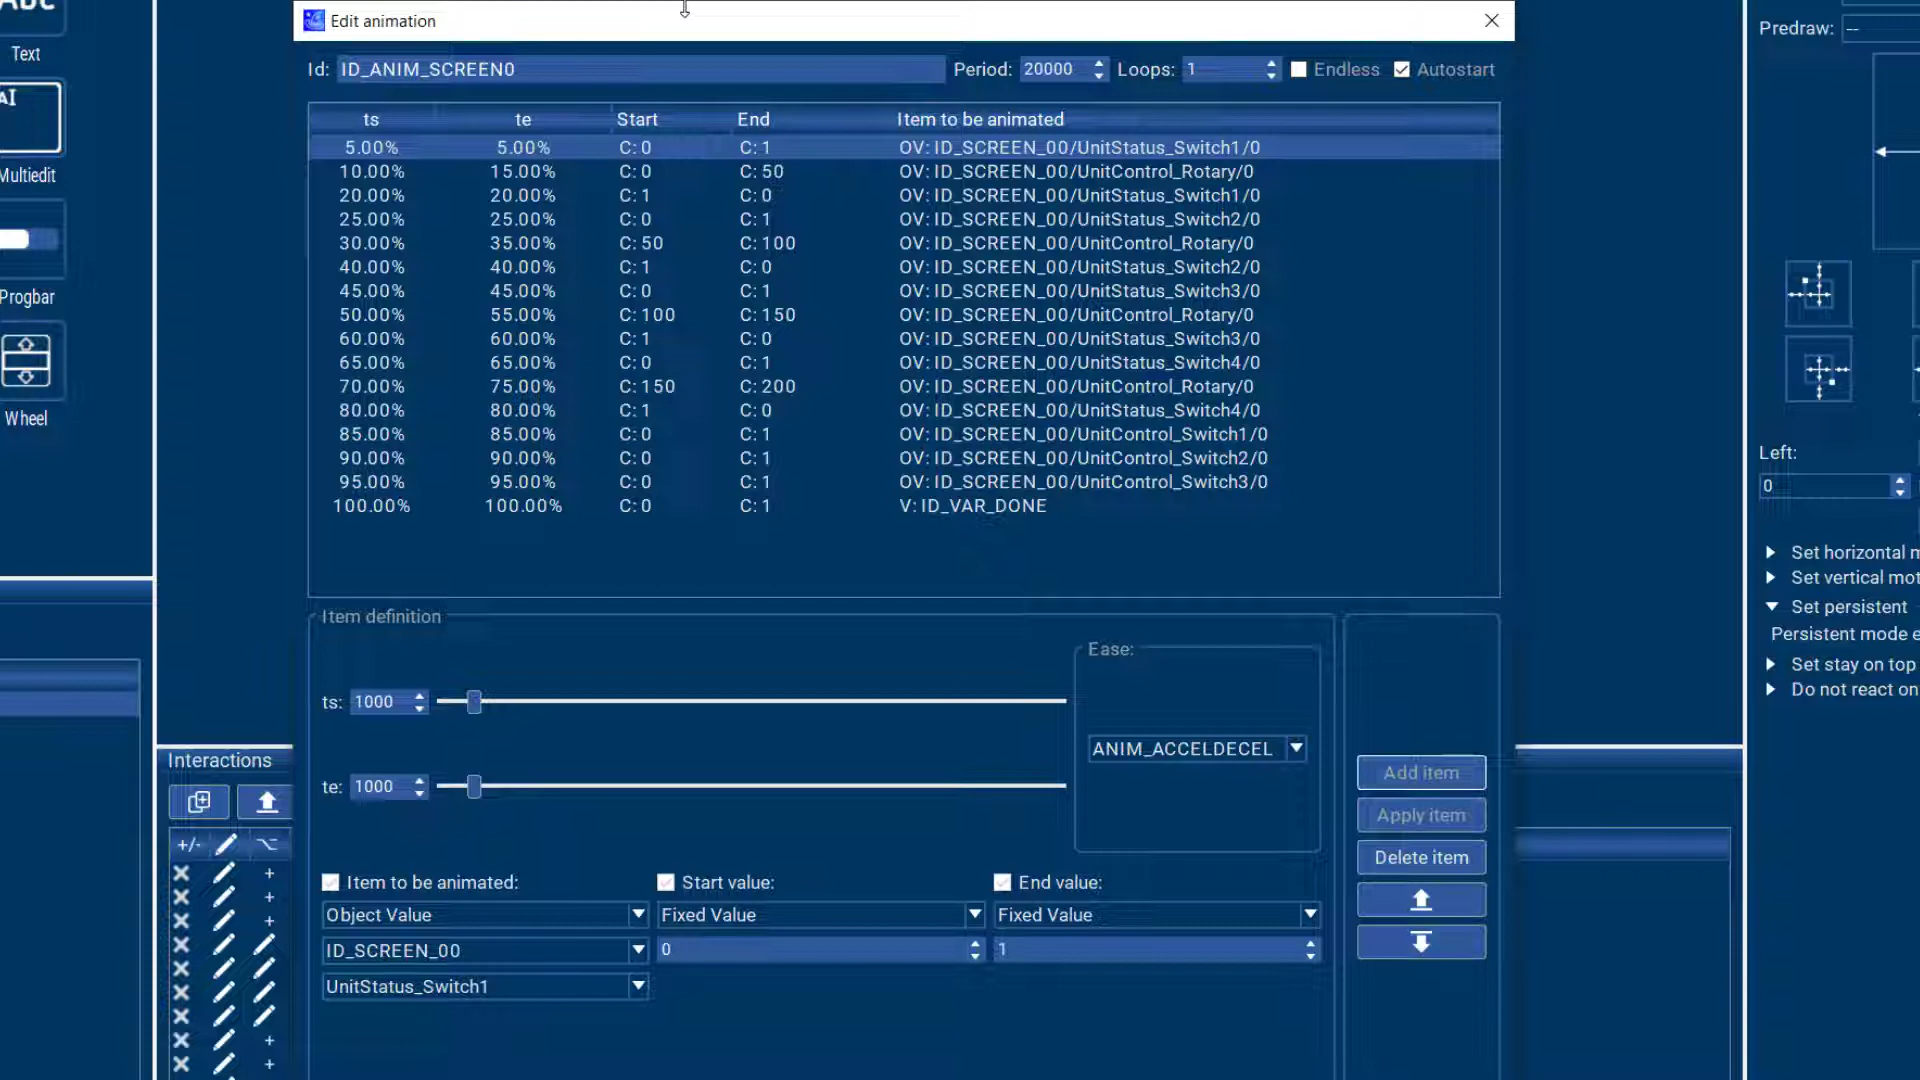 ABC
Text
Multiedit
Progbar
Wheel
Edit animation
Id: ID_ANIM_SCREEN0 Period: 20000 Loops: 1 Endless Autostart
ts te Start End Item to be animated
5.00% 5.00% C: 0 C: 1 OV: ID_SCREEN_00/UnitStatus_Switch1/0
10.00% 15.00% C: 0 C: 50 OV: ID_SCREEN_00/UnitControl_Rotary/0
20.00% 20.00% C: 1 C: 0 OV: ID_SCREEN_00/UnitStatus_Switch1/0
25.00% 25.00% C: 0 C: 1 OV: ID_SCREEN_00/UnitStatus_Switch2/0
30.00% 35.00% C: 50 C: 100 OV: ID_SCREEN_00/UnitControl_Rotary/0
40.00% 40.00% C: 1 C: 0 OV: ID_SCREEN_00/UnitStatus_Switch2/0
45.00% 45.00% C: 0 C: 1 OV: ID_SCREEN_00/UnitStatus_Switch3/0
50.00% 55.00% C: 100 C: 150 OV: ID_SCREEN_00/UnitControl_Rotary/0
60.00% 60.00% C: 1 C: 0 OV: ID_SCREEN_00/UnitStatus_Switch3/0
65.00% 65.00% C: 0 C: 1 OV: ID_SCREEN_00/UnitStatus_Switch4/0
70.00% 75.00% C: 150 C: 200 OV: ID_SCREEN_00/UnitControl_Rotary/0
80.00% 80.00% C: 1 C: 0 OV: ID_SCREEN_00/UnitStatus_Switch4/0
85.00% 85.00% C: 0 C: 1 OV: ID_SCREEN_00/UnitControl_Switch1/0
90.00% 90.00% C: 0 C: 1 OV: ID_SCREEN_00/UnitControl_Switch2/0
95.00% 95.00% C: 0 C: 1 OV: ID_SCREEN_00/UnitControl_Switch3/0
100.00% 100.00% C: 0 C: 1 V: ID_VAR_DONE
Item definition
ts: 1000
te: 1000
Ease:
ANIM_ACCELDECEL
Item to be animated: Start value: End value:
Object Value Fixed Value Fixed Value
ID_SCREEN_00 0 1
UnitStatus_Switch1
Add item
Apply item
Delete item
Interactions
+/-
Predraw: --
Left:
0
Set horizontal m
Set vertical mot
Set persistent
Persistent mode e
Set stay on top
Do not react on